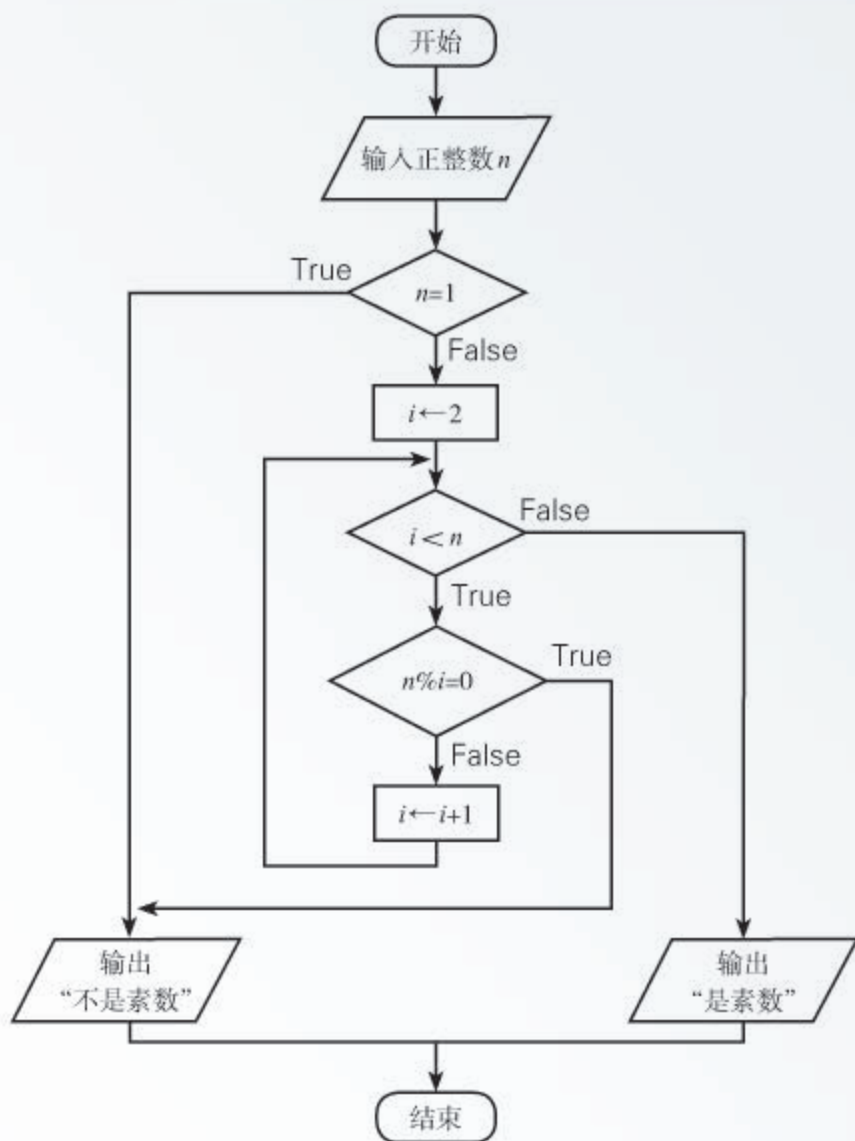 开始
输入正整数n
True
n=1
False
i←2
i<n
False
True
n%i=0
True
False
i←i+1
输出
“不是素数”
输出
“是素数”
结束